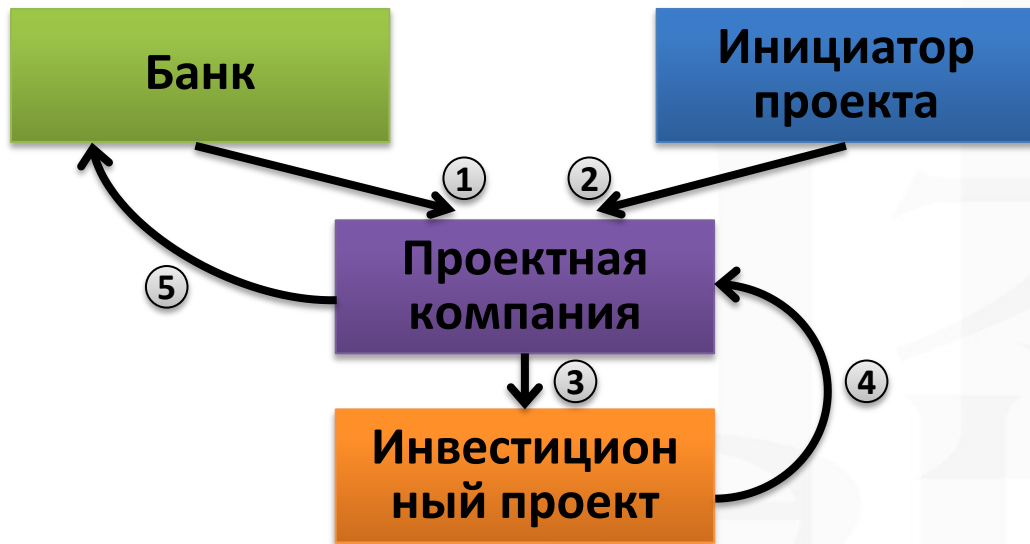 Банк
Инициатор
проекта
1
2
Проектная
компания
5
3
4
Инвестицион
ный проект